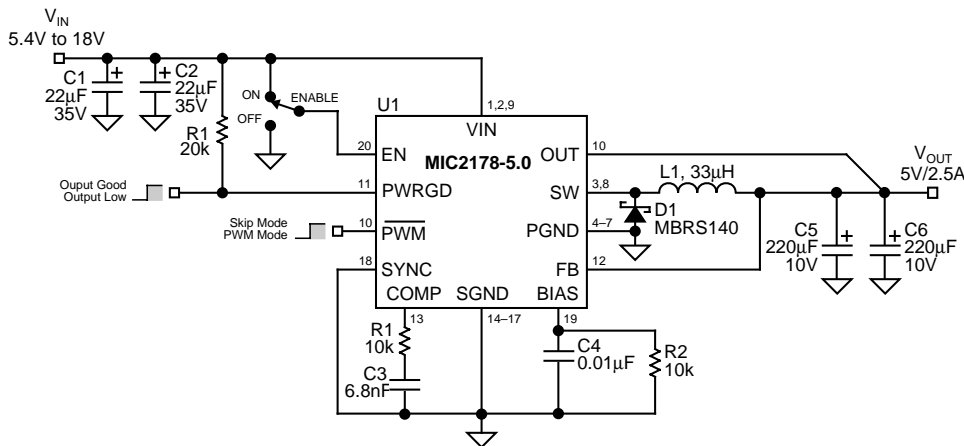 VIN
5.4V to 18V
C1
22µF
35V
C2
22µF
35V
R1
20k
ON
OFF
ENABLE
U1
1,2,9
VIN
MIC2178-5.0
20
EN
OUT
10
VOUT
5V/2.5A
L1, 33µH
Ouput Good
Output Low
11
PWRGD
SW
3,8
D1
MBRS140
Skip Mode
PWM Mode
10
PWM
PGND
4–7
C5
220µF
10V
C6
220µF
10V
18
SYNC
FB
12
COMP
SGND
BIAS
13
14–17
19
R1
10k
C3
6.8nF
C4
0.01µF
R2
10k